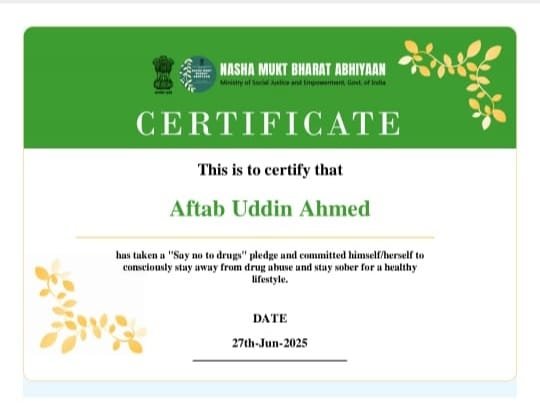 NASHA MUKT BHARAT ABHIYAAN
Ministry of Social Justice and Empowerment, Govt. of India
CERTIFICATE
This is to certify that
Aftab Uddin Ahmed
has taken a "Say no to drugs" pledge and committed himself/herself to
consciously stay away from drug abuse and stay sober for a healthy
lifestyle.
DATE
27th-Jun-2025